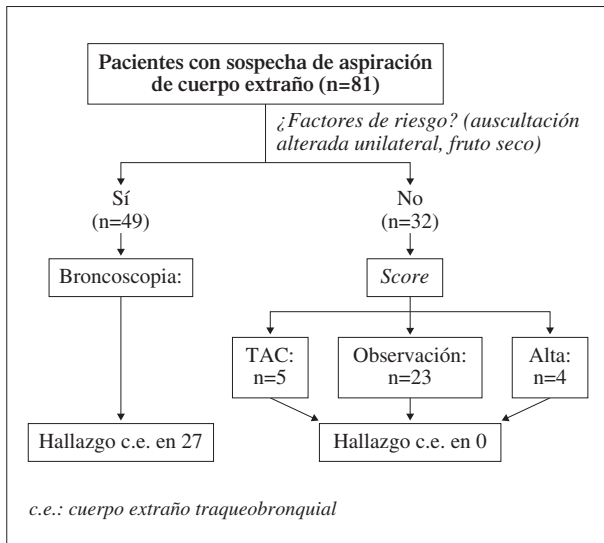 Pacientes con sospecha de aspiración
de cuerpo extraño (n=81)
¿Factores de riesgo? (auscultación
alterada unilateral, fruto seco)
Sí
(n=49)
No
(n=32)
Broncoscopia:
Score
TAC:
n=5
Observación:
n=23
Alta:
n=4
Hallazgo c.e. en 27
Hallazgo c.e. en 0
c.e.: cuerpo extraño traqueobronquial